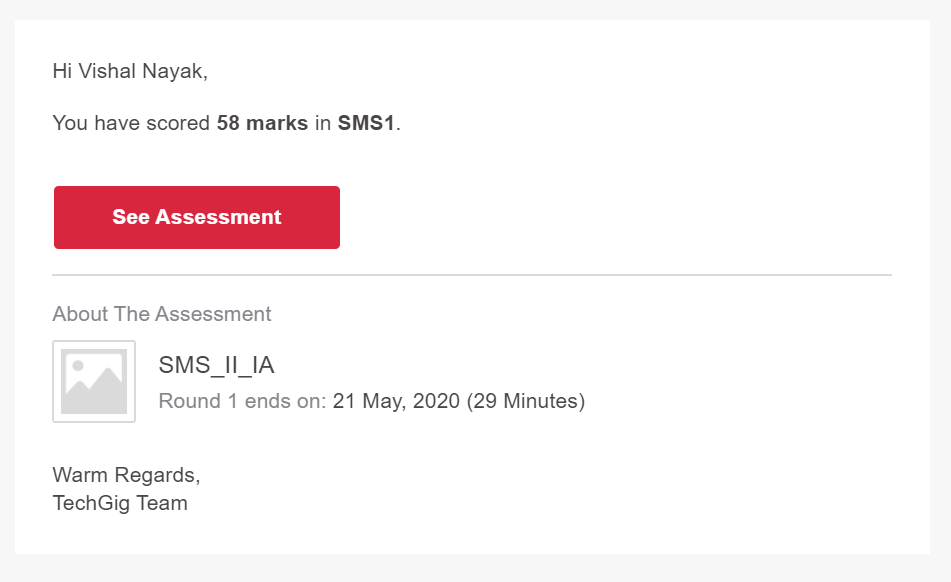 Hi Vishal Nayak,
You have scored 58 marks in SMS1.
See Assessment
About The Assessment
SMS_II_IA
Round 1 ends on: 21 May, 2020 (29 Minutes)
Warm Regards,
TechGig Team